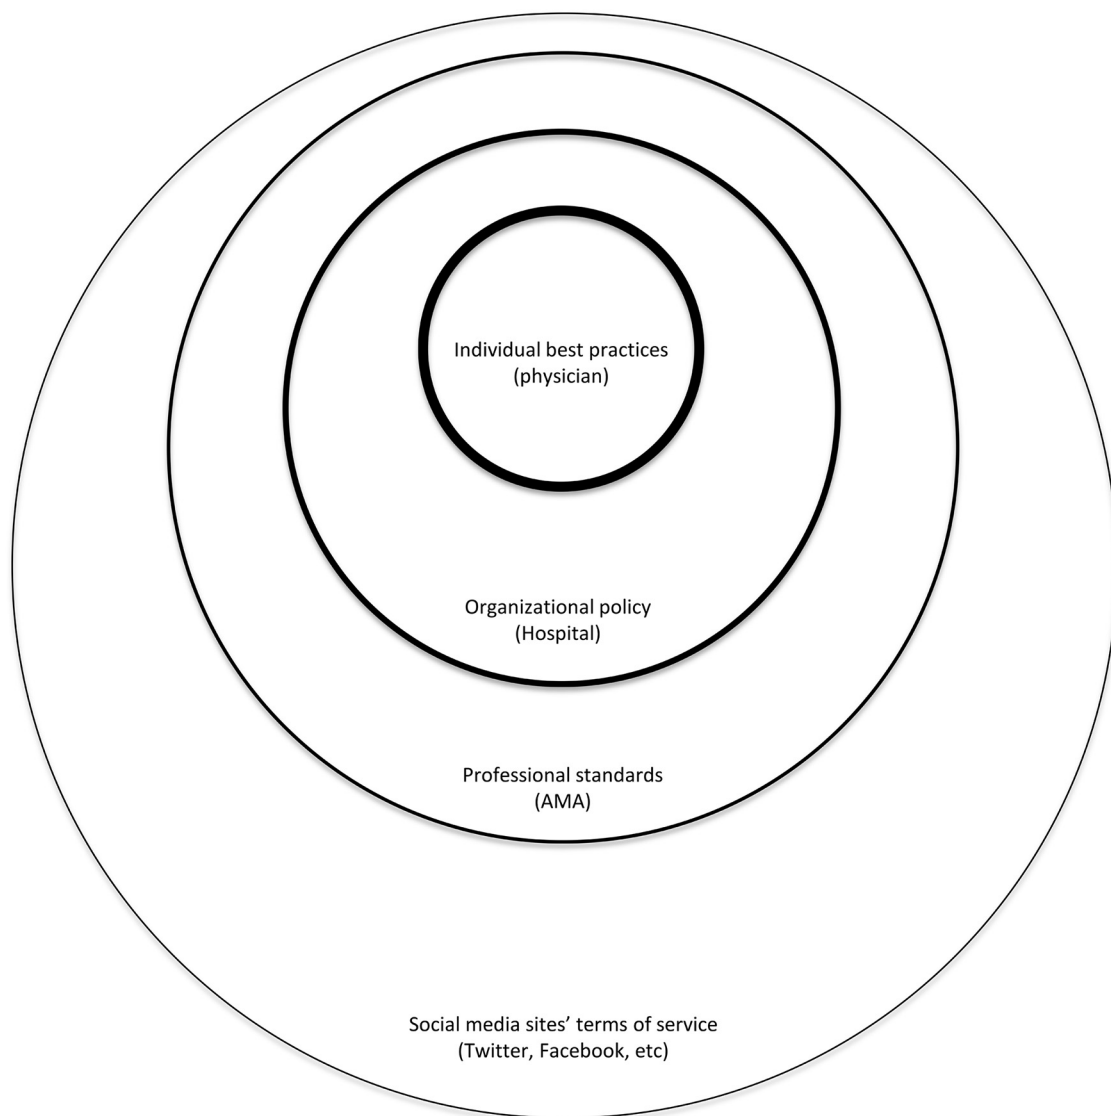 Individual best practices
(physician)
Organizational policy
(Hospital)
Professional standards
(AMA)
Social media sites’ terms of service
(Twitter, Facebook, etc)